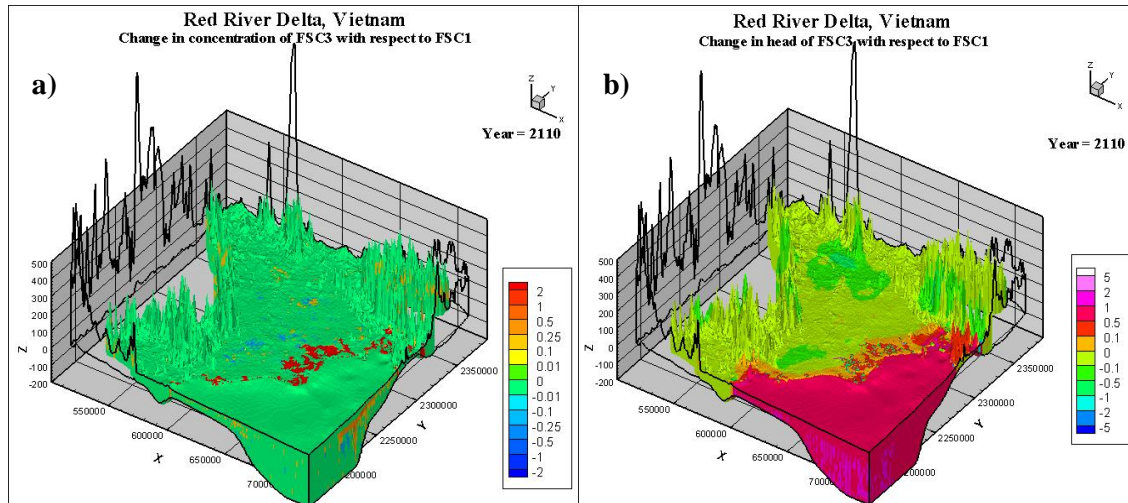 Red River Delta, Vietnam
Change in concentration of FSC3 with respect to FSC1
a)
Z
Y
X
Year = 2110
500
400
300
200
100
0
-100
-200
Z
550000
600000
650000
X
2350000
2300000
2250000
Y
2
1
0.5
0.25
0.1
0.01
0
-0.01
-0.1
-0.25
-0.5
-1
-2
Red River Delta, Vietnam
Change in head of FSC3 with respect to FSC1
b)
Z
Y
X
Year = 2110
500
400
300
200
100
0
-100
-200
Z
550000
600000
650000
X
2350000
2300000
2250000
Y
5
2
1
0.5
0.1
0
-0.1
-0.5
-1
-2
-5